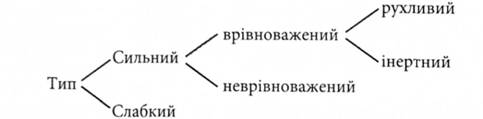 рухливий
врівноважений
Сильний
інертний
Тип
неврівноважений
Слабкий